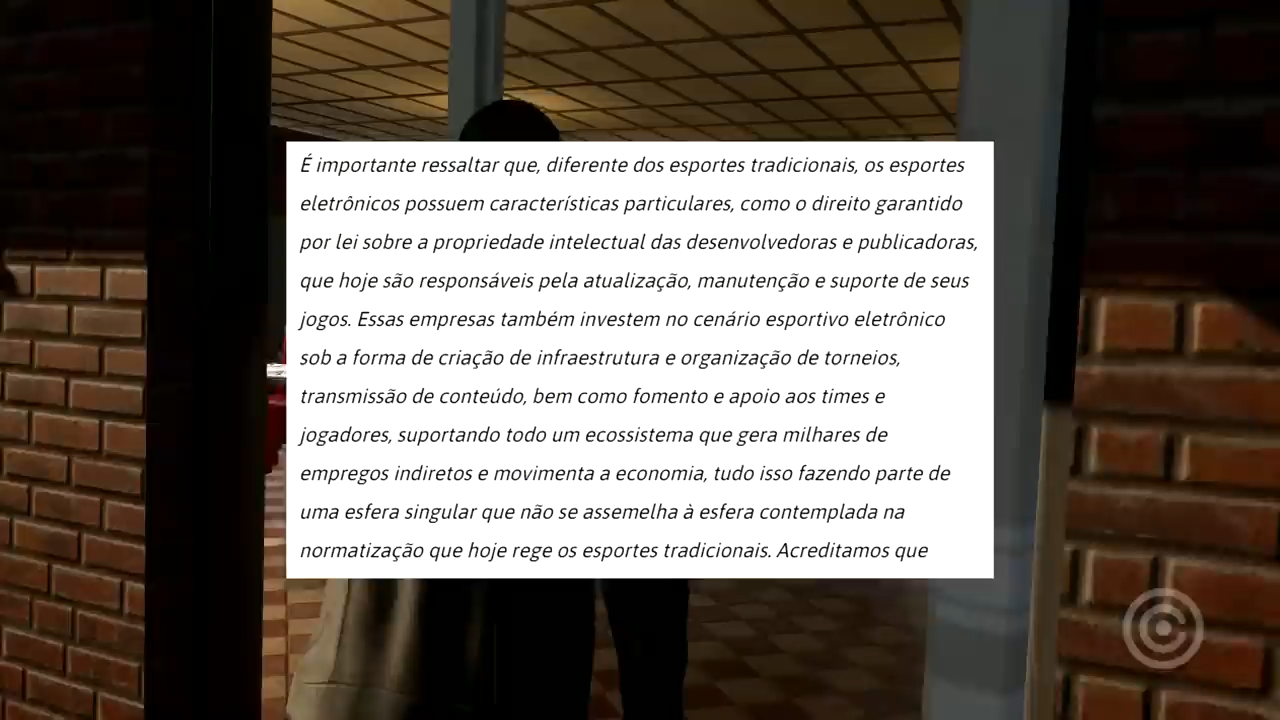 É importante ressaltar que, diferente dos esportes tradicionais, os esportes
eletrônicos possuem características particulares, como o direito garantido
por lei sobre a propriedade intelectual das desenvolvedoras e publicadoras,
que hoje são responsáveis pela atualização, manutenção e suporte de seus
jogos. Essas empresas também investem no cenário esportivo eletrônico
sob a forma de criação de infraestrutura e organização de torneios,
transmissão de conteúdo, bem como fomento e apoio aos times e
jogadores, suportando todo um ecossistema que gera milhares de
empregos indiretos e movimenta a economia, tudo isso fazendo parte de
uma esfera singular que não se assemelha à esfera contemplada na
normatização que hoje rege os esportes tradicionais. Acreditamos que